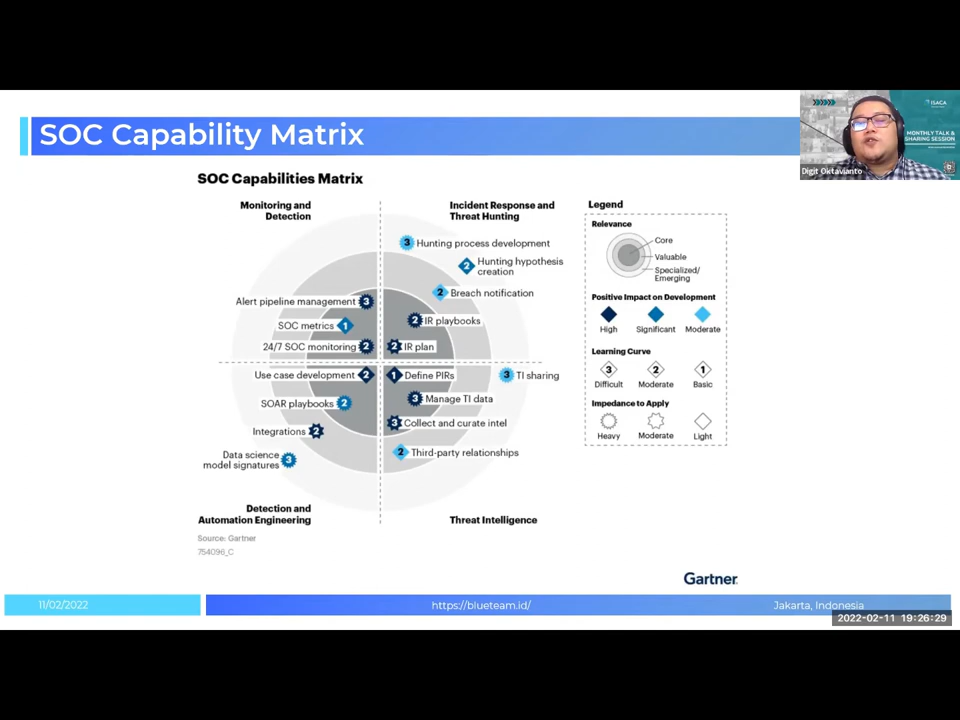 SOC Capability Matrix
ISACA
MONTHLY TALK &
SHARING SESSION
Digit Oktavianto
SOC Capabilities Matrix
Monitoring and
Detection
Incident Response and
Threat Hunting
3 Hunting process development
2 Hunting hypothesis
creation
2 Breach notification
Alert pipeline management 3
2 IR playbooks
SOC metrics 1
24/7 SOC monitoring 2
2 IR plan
Use case development 2
1 Define PIRs
3 TI sharing
SOAR playbooks 2
3 Manage TI data
Integrations 2
3 Collect and curate intel
Data science
model signatures 3
2 Third-party relationships
Detection and
Automation Engineering
Threat Intelligence
Source: Gartner
754096_C
Legend
Relevance
Core
Valuable
Specialized/
Emerging
Positive Impact on Development
High Significant Moderate
Learning Curve
3 2 1
Difficult Moderate Basic
Impedance to Apply
Heavy Moderate Light
Gartner
11/02/2022
https://blueteam.id/
Jakarta, Indonesia
2022-02-11 19:26:29